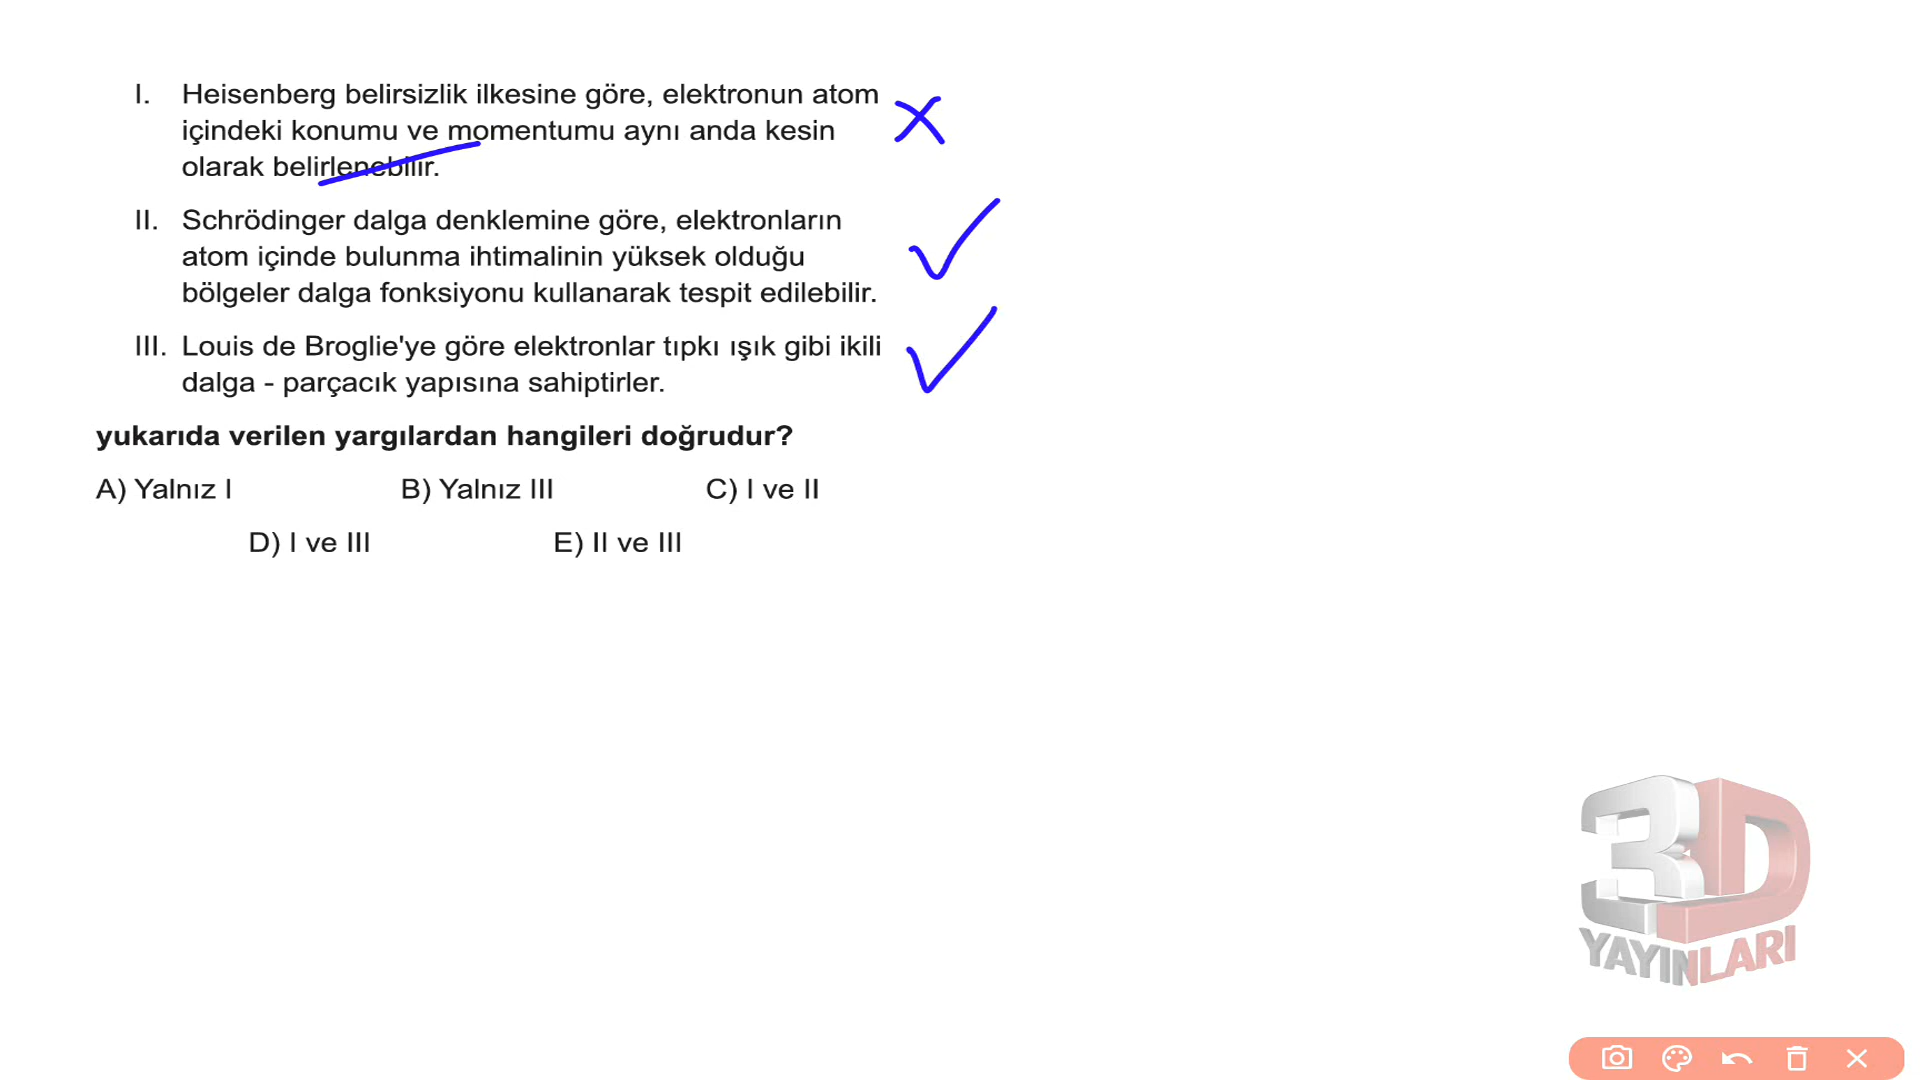 I. Heisenberg belirsizlik ilkesine göre, elektronun atom
içindeki konumu ve momentumu aynı anda kesin
olarak belirlenebilir.
II. Schrödinger dalga denklemine göre, elektronların
atom içinde bulunma ihtimalinin yüksek olduğu
bölgeler dalga fonksiyonu kullanarak tespit edilebilir.
III. Louis de Broglie'ye göre elektronlar tıpkı ışık gibi ikili
dalga - parçacık yapısına sahiptirler.
yukarıda verilen yargılardan hangileri doğrudur?
A) Yalnız I B) Yalnız III C) I ve II
D) I ve III E) II ve III
3D
YAYINLARI